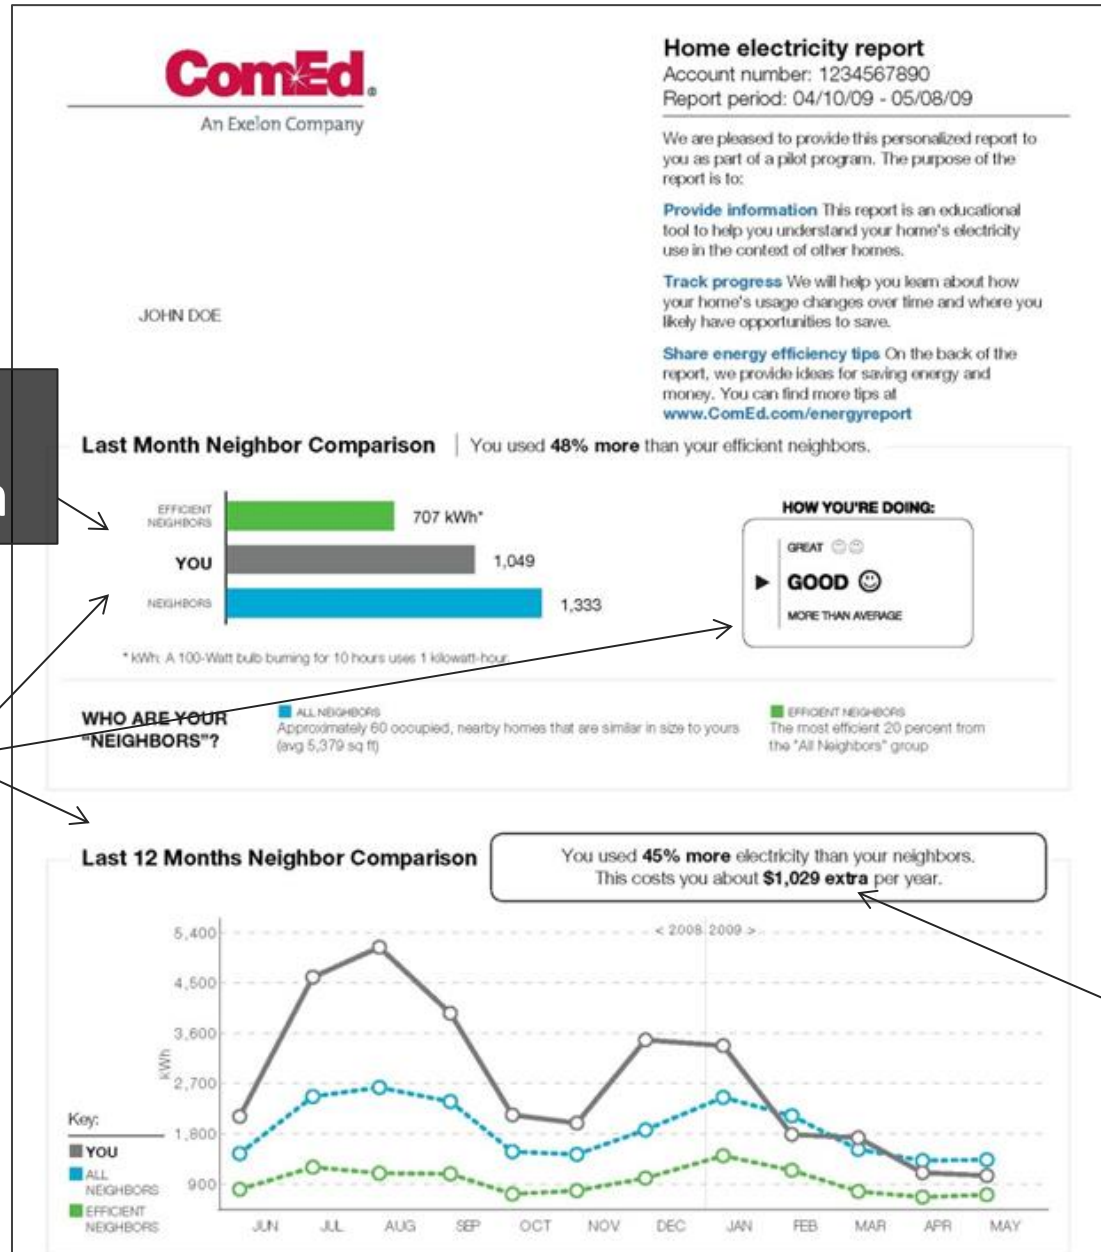 ComEd®
An Exelon Company
Home electricity report
Account number: 1234567890
Report period: 04/10/09 - 05/08/09
We are pleased to provide this personalized report to
you as part of a pilot program. The purpose of the
report is to:
Provide information This report is an educational
tool to help you understand your home's electricity
use in the context of other homes.
Track progress We will help you learn about how
your home's usage changes over time and where you
likely have opportunities to save.
Share energy efficiency tips On the back of the
report, we provide ideas for saving energy and
money. You can find more tips at
www.ComEd.com/energyreport
JOHN DOE
Last Month Neighbor Comparison | You used 48% more than your efficient neighbors.
EFFICIENT
NEIGHBORS
707 kWh*
YOU
1,049
NEIGHBORS
1,333
* kWh: A 100-Watt bulb burning for 10 hours uses 1 kilowatt-hour.
HOW YOU'RE DOING:
GREAT
GOOD
MORE THAN AVERAGE
WHO ARE YOUR
"NEIGHBORS"?
ALL NEIGHBORS
Approximately 60 occupied, nearby homes that are similar in size to yours
(avg 5,379 sq ft)
EFFICIENT NEIGHBORS
The most efficient 20 percent from
the "All Neighbors" group
Last 12 Months Neighbor Comparison
You used 45% more electricity than your neighbors.
This costs you about $1,029 extra per year.
< 2008 2009 >
5,400
4,500
3,600
2,700
1,800
900
kWh
Key:
YOU
ALL
NEIGHBORS
EFFICIENT
NEIGHBORS
JUN JUL AUG SEP OCT NOV DEC JAN FEB MAR APR MAY